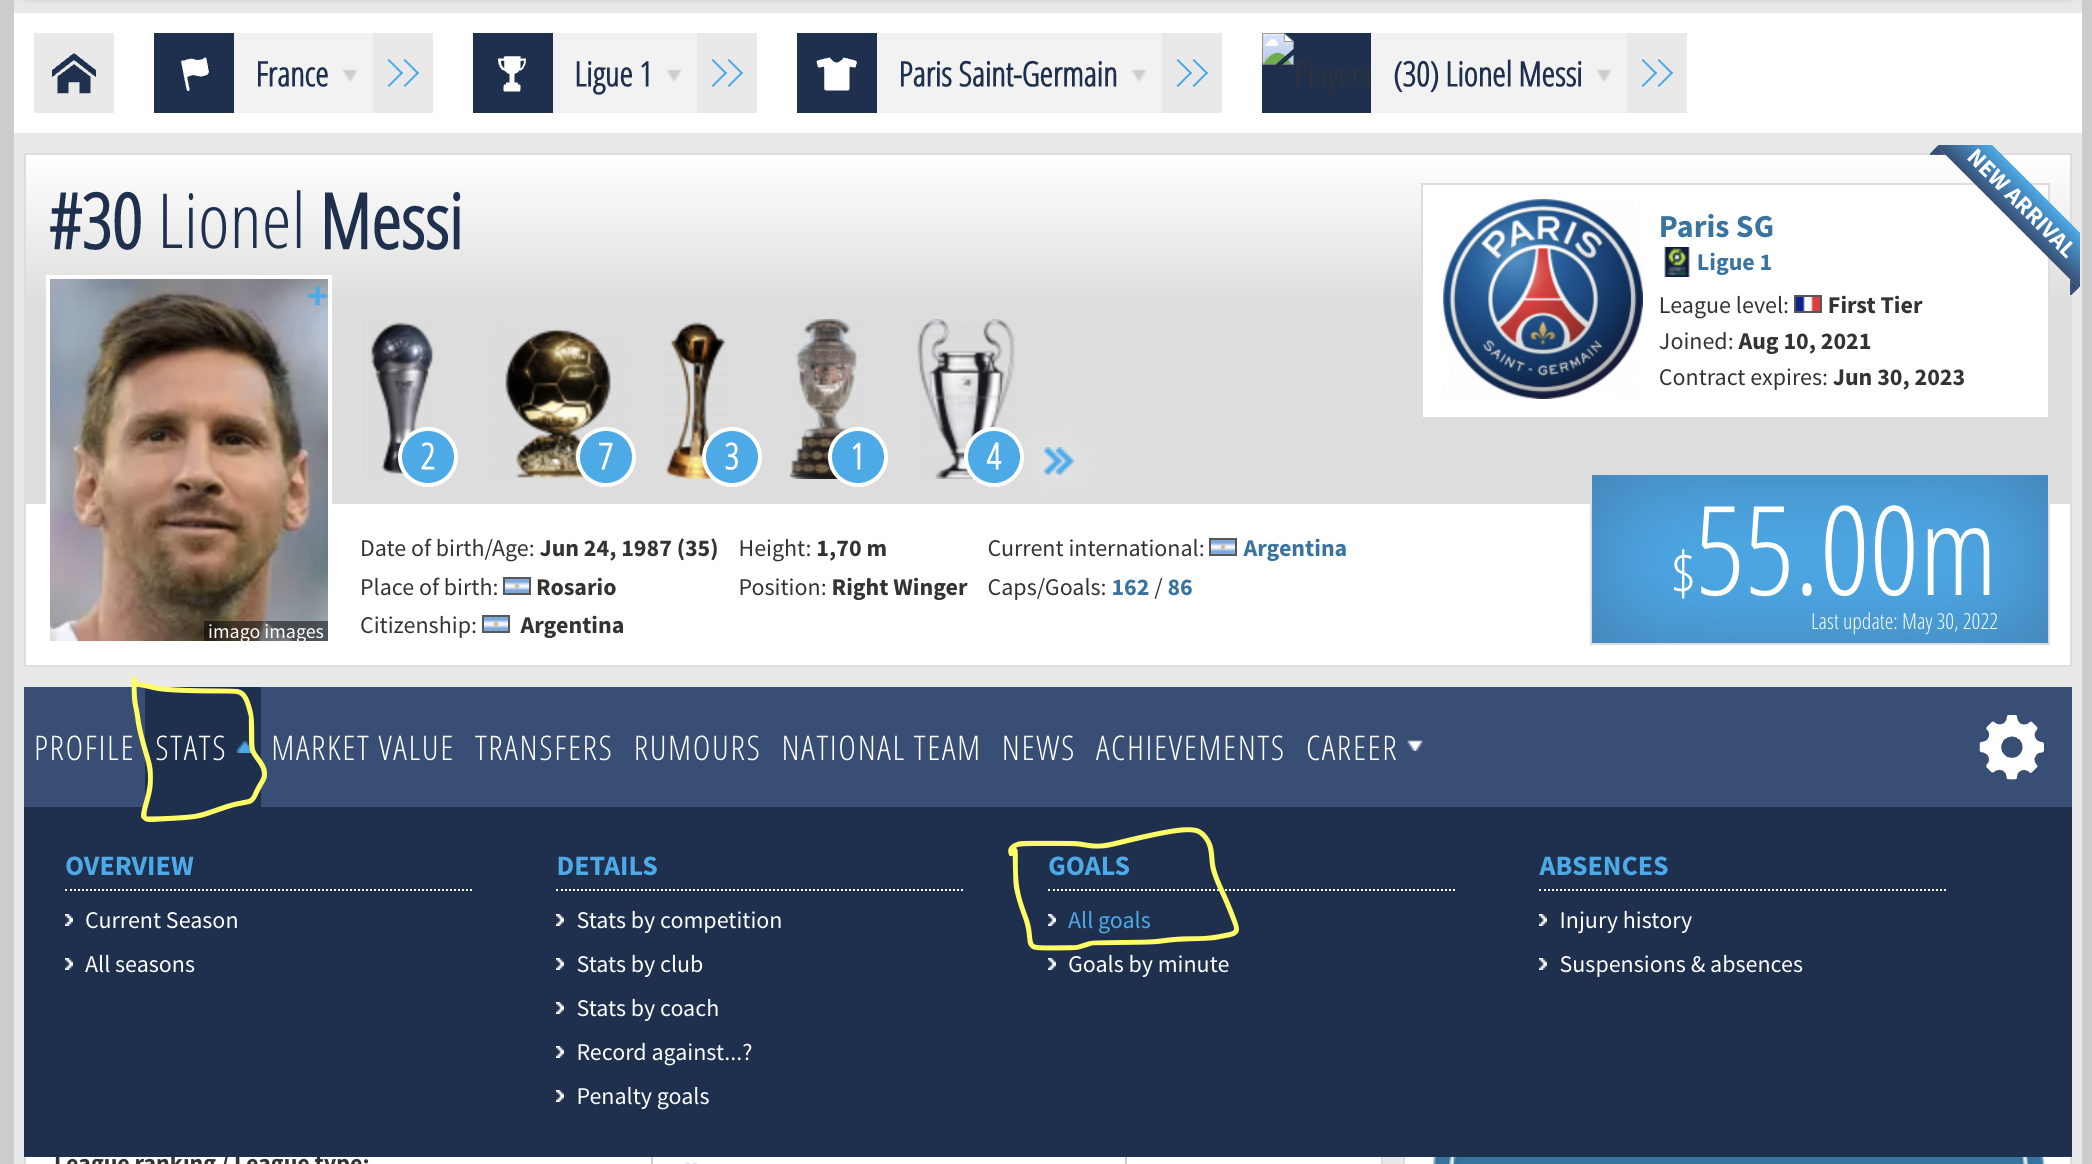 France
Ligue 1
Paris Saint-Germain
Players
(30) Lionel Messi
NEW ARRIVAL
#30 Lionel Messi
PARIS
SAINT-GERMAIN
Paris SG
Ligue 1
League level: First Tier
Joined: Aug 10, 2021
Contract expires: Jun 30, 2023
2
7
3
1
4
imago images
Date of birth/Age: Jun 24, 1987 (35)
Place of birth: Rosario
Citizenship: Argentina
Height: 1,70 m
Position: Right Winger
Current international: Argentina
Caps/Goals: 162 / 86
$55.00m
Last update: May 30, 2022
PROFILE STATS MARKET VALUE TRANSFERS RUMOURS NATIONAL TEAM NEWS ACHIEVEMENTS CAREER
OVERVIEW
Current Season
All seasons
DETAILS
Stats by competition
Stats by club
Stats by coach
Record against...?
Penalty goals
GOALS
All goals
Goals by minute
ABSENCES
Injury history
Suspensions & absences
League ranking / League type: